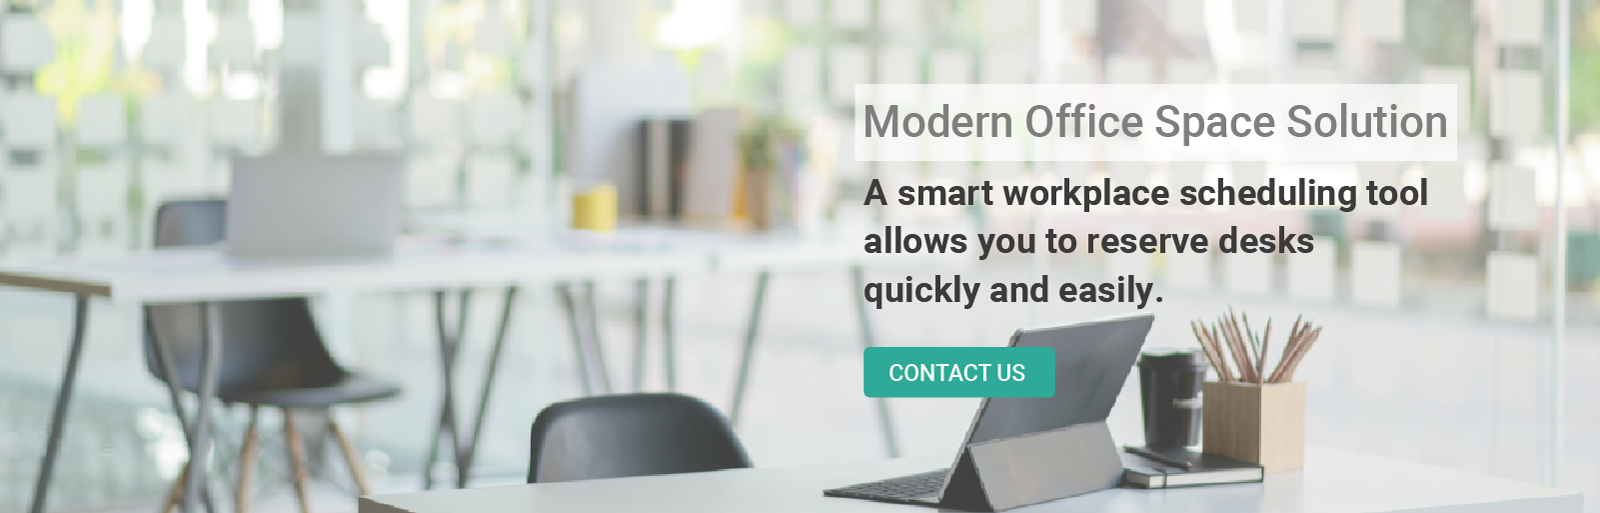 Modern Office Space Solution
A smart workplace scheduling tool
allows you to reserve desks
quickly and easily.
CONTACT US